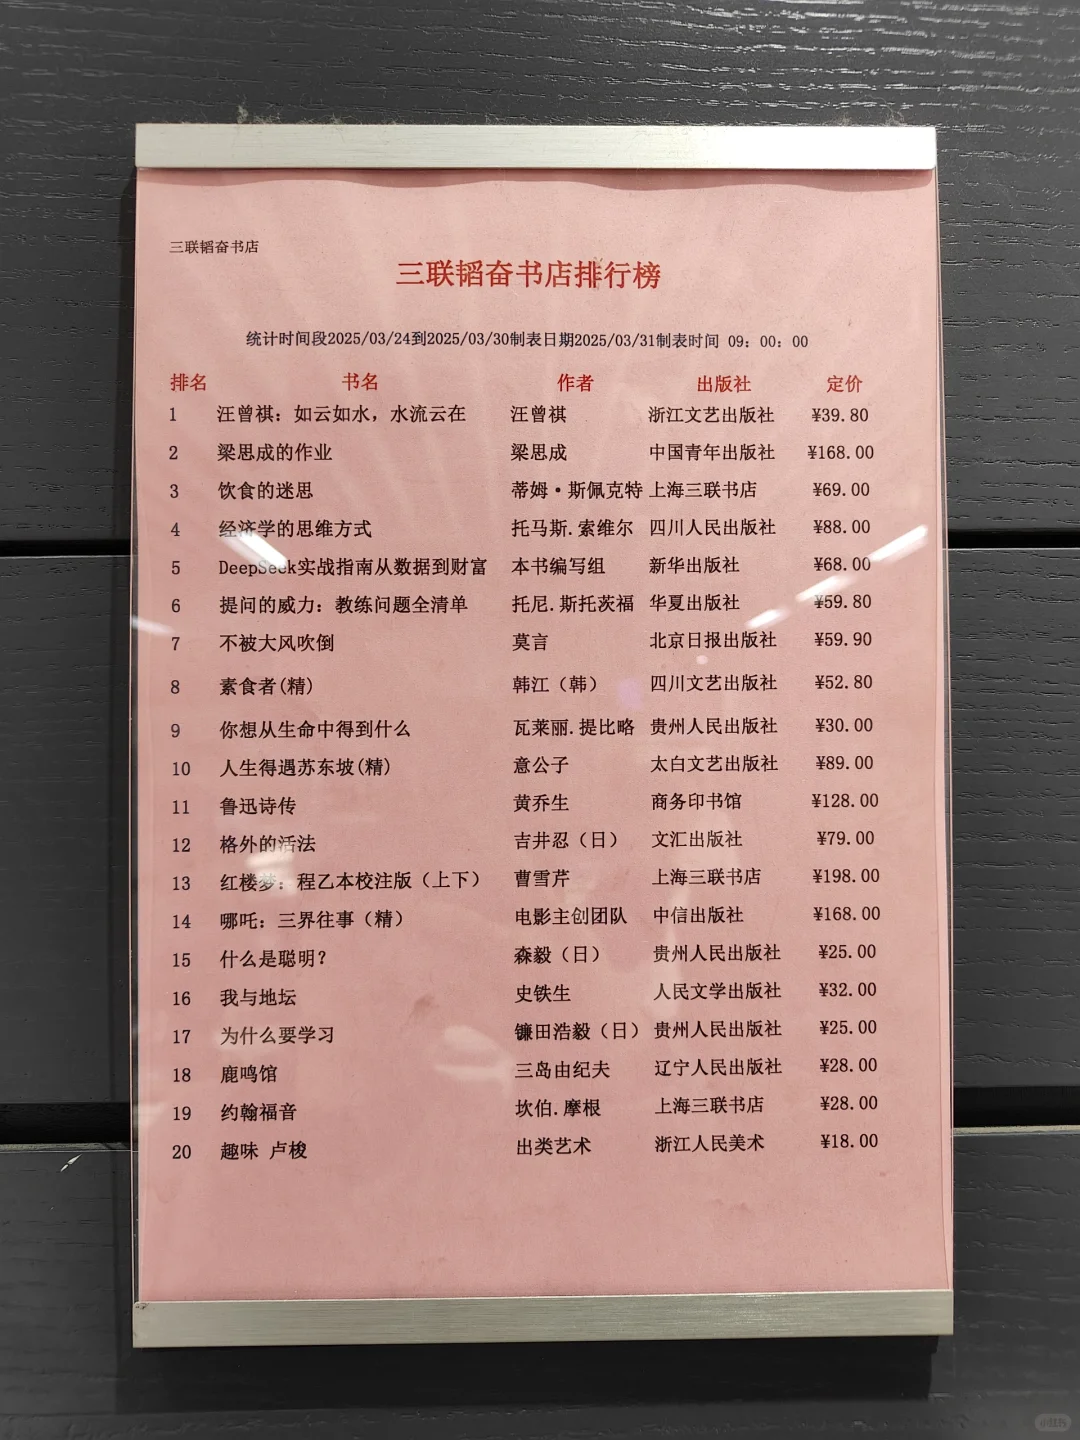 三联韬奋书店
三联韬奋书店排行榜
统计时间段2025/03/24到2025/03/30制表日期2025/03/31制表时间 09：00：00
排名 书名 作者 出版社 定价
1 汪曾祺：如云如水，水流云在 汪曾祺 浙江文艺出版社 ¥39.80
2 梁思成的作业 梁思成 中国青年出版社 ¥168.00
3 饮食的迷思 蒂姆·斯佩克特 上海三联书店 ¥69.00
4 经济学的思维方式 托马斯.索维尔 四川人民出版社 ¥88.00
5 DeepSeek实战指南从数据到财富 本书编写组 新华出版社 ¥68.00
6 提问的威力：教练问题全清单 托尼.斯托茨福 华夏出版社 ¥59.80
7 不被大风吹倒 莫言 北京日报出版社 ¥59.90
8 素食者(精) 韩江（韩） 四川文艺出版社 ¥52.80
9 你想从生命中得到什么 瓦莱丽.提比略 贵州人民出版社 ¥30.00
10 人生得遇苏东坡(精) 意公子 太白文艺出版社 ¥89.00
11 鲁迅诗传 黄乔生 商务印书馆 ¥128.00
12 格外的活法 吉井忍（日） 文汇出版社 ¥79.00
13 红楼梦：程乙本校注版（上下） 曹雪芹 上海三联书店 ¥198.00
14 哪吒：三界往事（精） 电影主创团队 中信出版社 ¥168.00
15 什么是聪明？ 森毅（日） 贵州人民出版社 ¥25.00
16 我与地坛 史铁生 人民文学出版社 ¥32.00
17 为什么要学习 镰田浩毅（日） 贵州人民出版社 ¥25.00
18 鹿鸣馆 三岛由纪夫 辽宁人民出版社 ¥28.00
19 约翰福音 坎伯.摩根 上海三联书店 ¥28.00
20 趣味 卢梭 出类艺术 浙江人民美术 ¥18.00